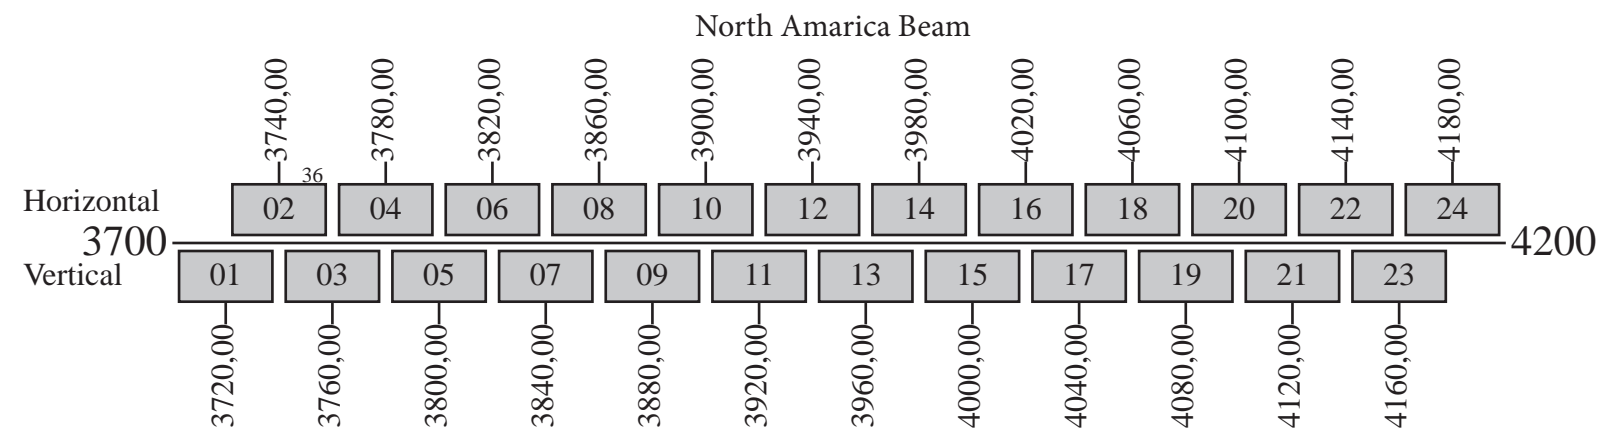 North Amarica Beam
3740,00 3780,00 3820,00 3860,00 3900,00 3940,00 3980,00 4020,00 4060,00 4100,00 4140,00 4180,00
36
Horizontal 02 04 06 08 10 12 14 16 18 20 22 24
3700 4200
Vertical 01 03 05 07 09 11 13 15 17 19 21 23
3720,00 3760,00 3800,00 3840,00 3880,00 3920,00 3960,00 4000,00 4040,00 4080,00 4120,00 4160,00